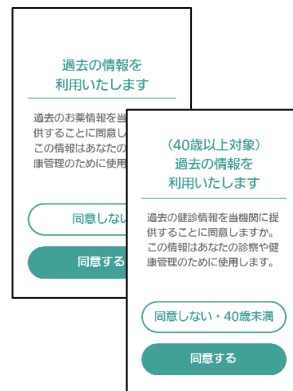 過去の情報を
利用いたします
過去のお薬情報を当
供することに同意し
この情報はあなたの
康管理のために使用
同意しない
同意する
(40歳以上対象)
過去の情報を
利用いたします
過去の健診情報を当機関に提
供することに同意しますか。
この情報はあなたの診察や健
康管理のために使用します。
同意しない・40歳未満
同意する